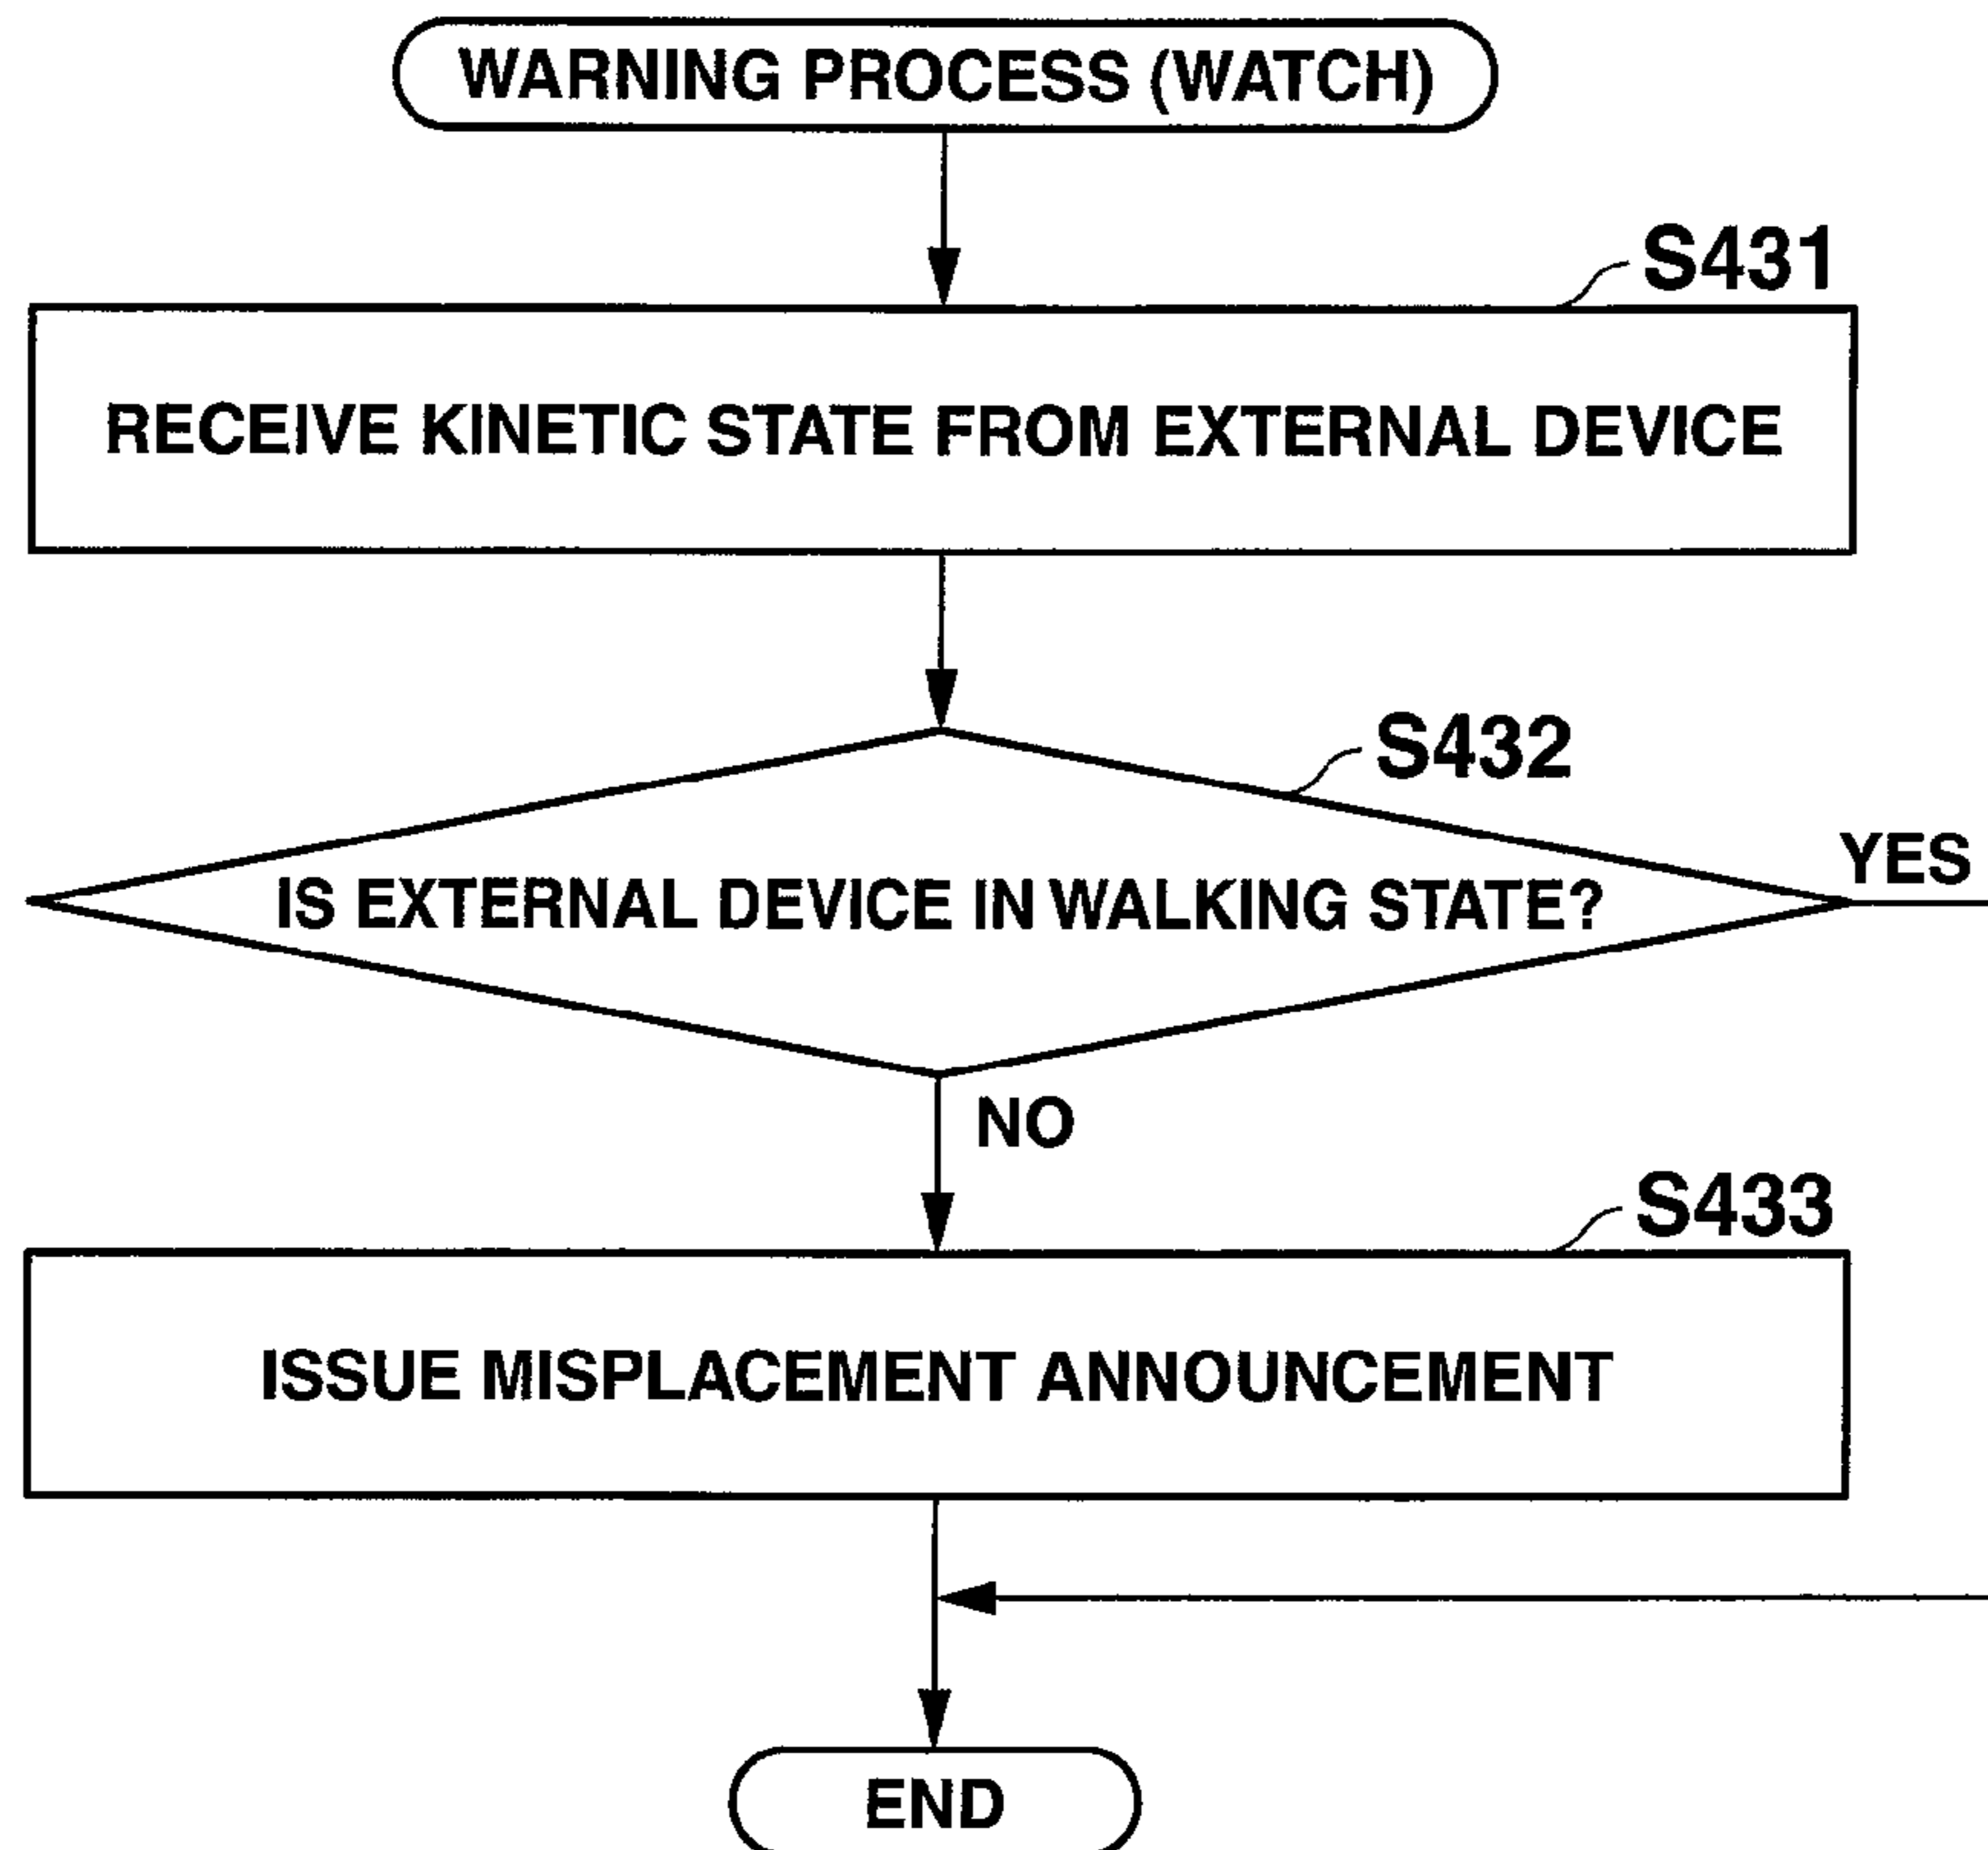 WARNING PROCESS (WATCH)
S431
RECEIVE KINETIC STATE FROM EXTERNAL DEVICE
S432
YES
IS EXTERNAL DEVICE IN WALKING STATE?
NO
S433
ISSUE MISPLACEMENT ANNOUNCEMENT
END